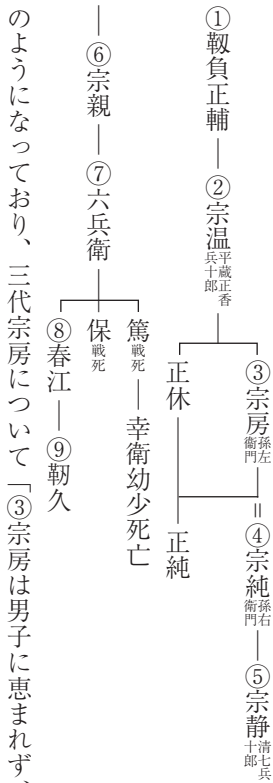 ①靱負正輔 ― ②宗温 平蔵正香 兵十郎
③宗房 孫左衛門 = ④宗純 孫右衛門 ― ⑤宗静 清七兵十郎
正休 ― 正純
― ⑥宗親 ― ⑦六兵衛
篤 戦死 ― 幸衛幼少死亡
保 戦死
⑧春江 ― ⑨靭久
のようになっており、三代宗房について「③宗房は男子に恵まれず、